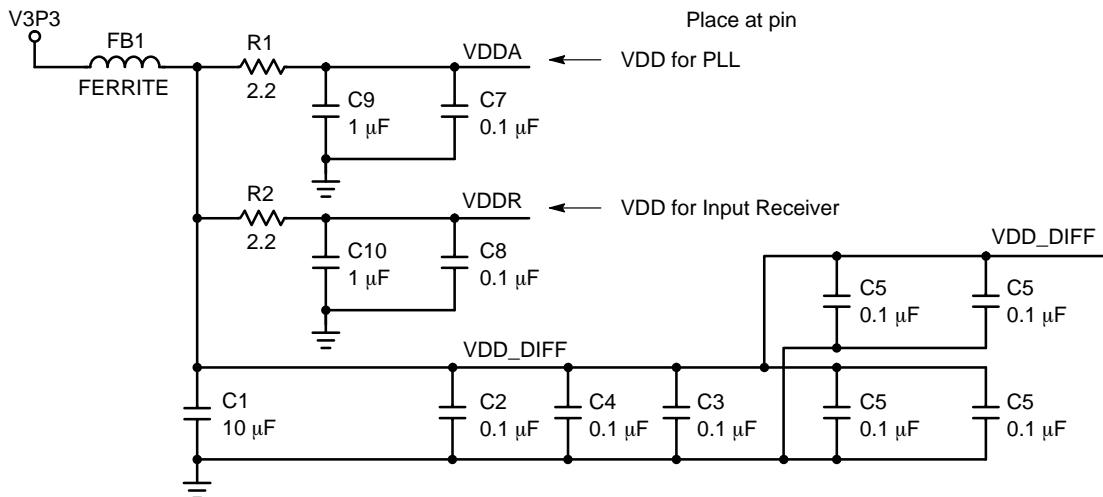 V3P3
Place at pin
FB1
FERRITE
R1
2.2
VDDA
VDD for PLL
C9
1 μF
C7
0.1 μF
R2
2.2
VDDR
VDD for Input Receiver
C10
1 μF
C8
0.1 μF
VDD_DIFF
C5
0.1 μF
C5
0.1 μF
VDD_DIFF
C1
10 μF
C2
0.1 μF
C4
0.1 μF
C3
0.1 μF
C5
0.1 μF
C5
0.1 μF